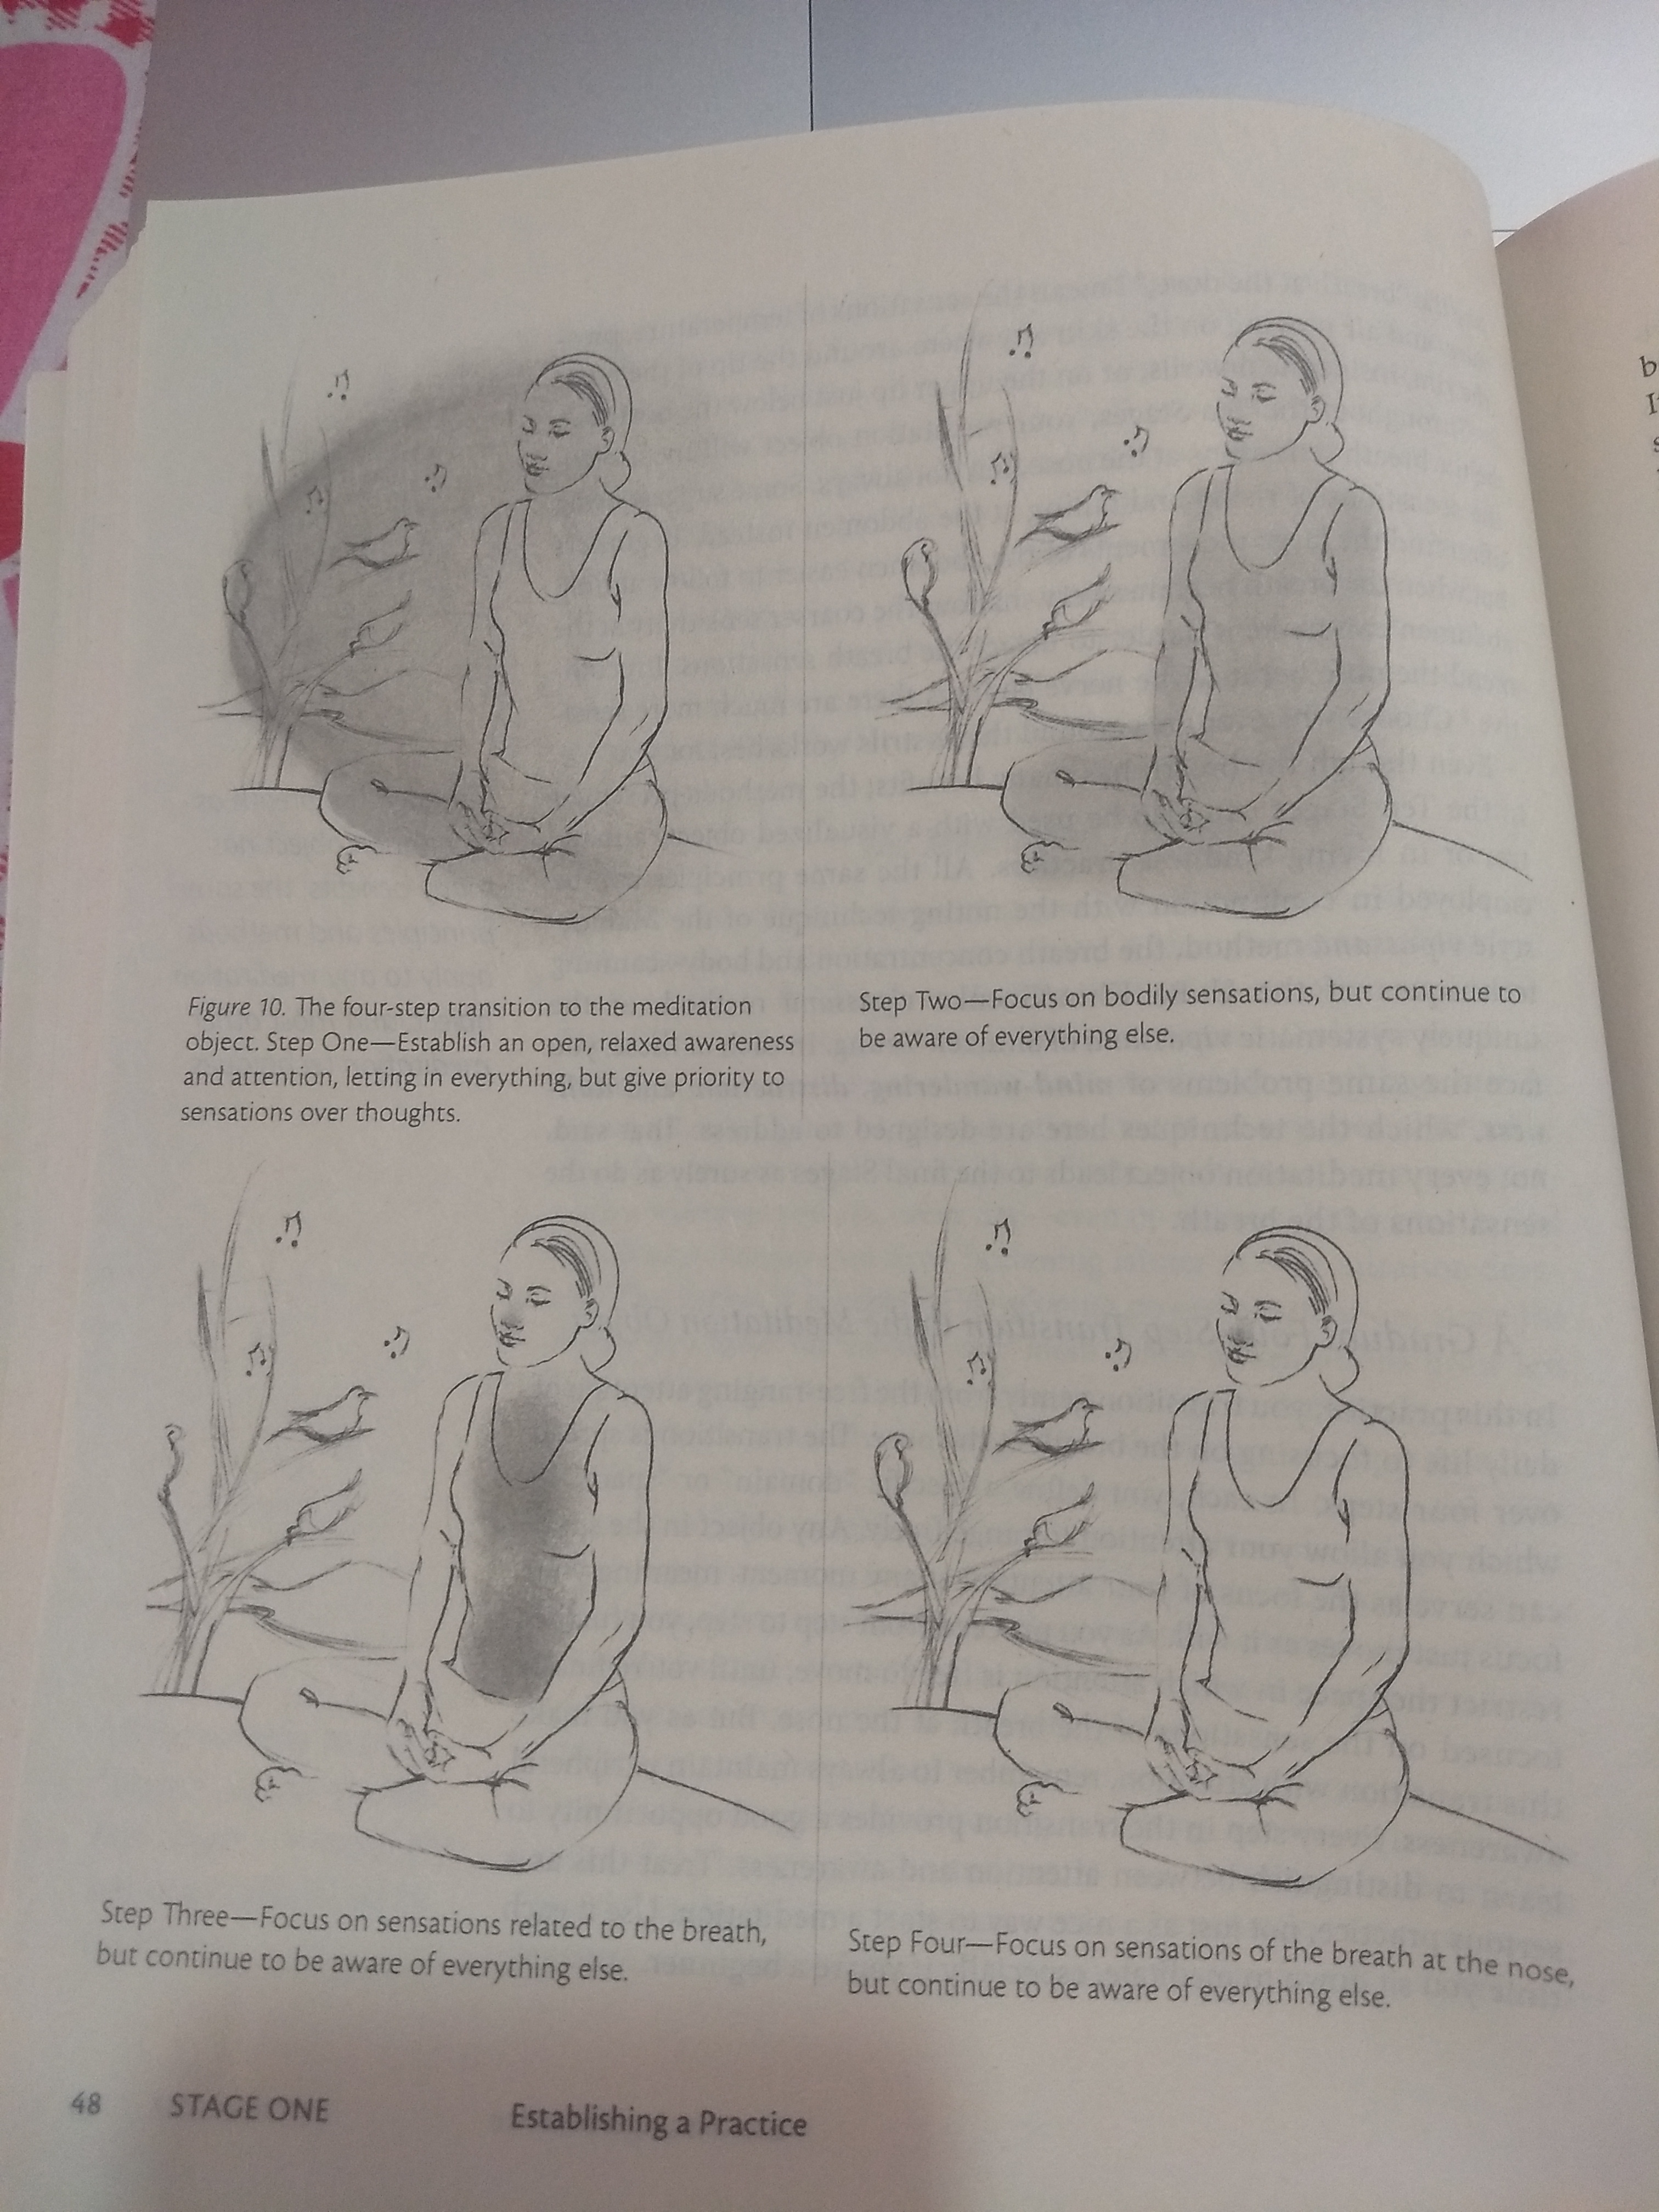 Figure 10. The four-step transition to the meditation
object. Step One—Establish an open, relaxed awareness
and attention, letting in everything, but give priority to
sensations over thoughts.
Step Two—Focus on bodily sensations, but continue to
be aware of everything else.
Step Three—Focus on sensations related to the breath,
but continue to be aware of everything else.
Step Four—Focus on sensations of the breath at the nose,
but continue to be aware of everything else.
48 STAGE ONE Establishing a Practice